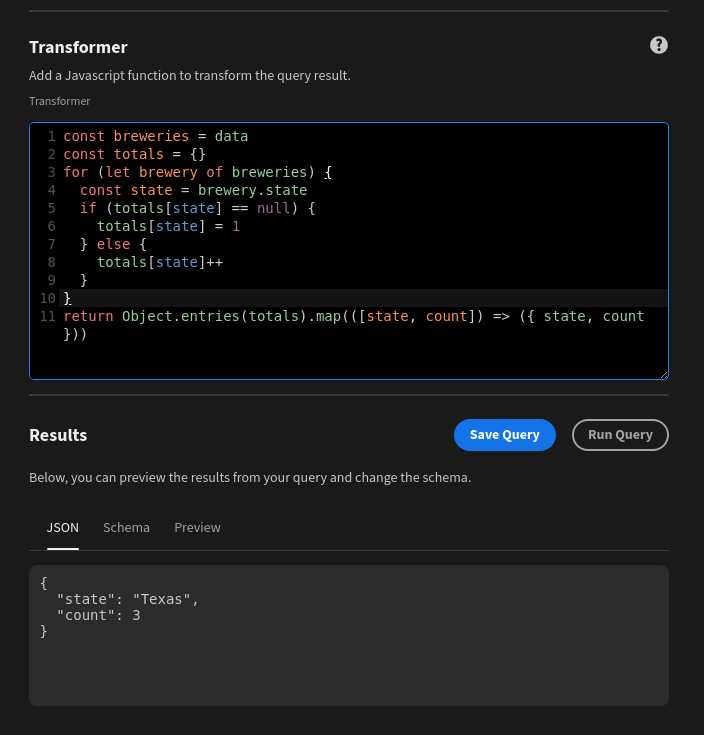 Transformer
?
Add a Javascript function to transform the query result.
Transformer
1 const breweries = data
2 const totals = {}
3 for (let brewery of breweries) {
4   const state = brewery.state
5   if (totals[state] == null) {
6     totals[state] = 1
7   } else {
8     totals[state]++
9   }
10 }
11 return Object.entries(totals).map(([state, count]) => ({ state, count
}))
Results
Save Query
Run Query
Below, you can preview the results from your query and change the schema.
JSON Schema Preview
{
  "state": "Texas",
  "count": 3
}